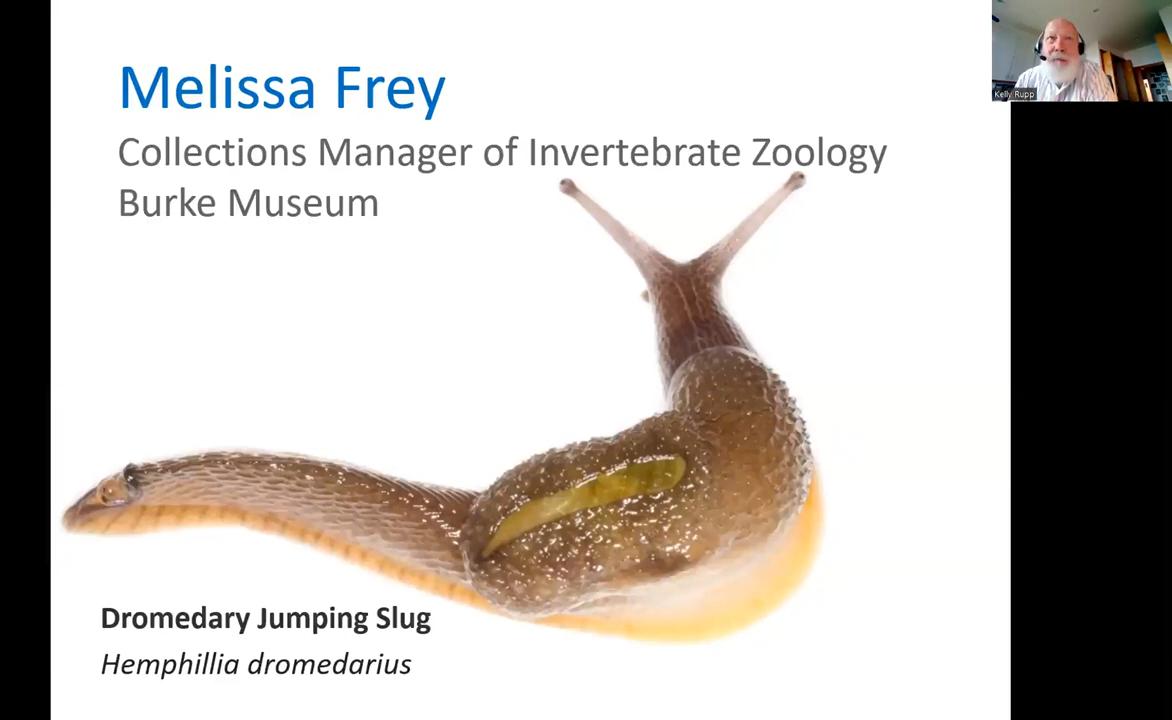 Melissa Frey
Collections Manager of Invertebrate Zoology
Burke Museum
Kelly Rupp
Dromedary Jumping Slug
Hemphillia dromedarius